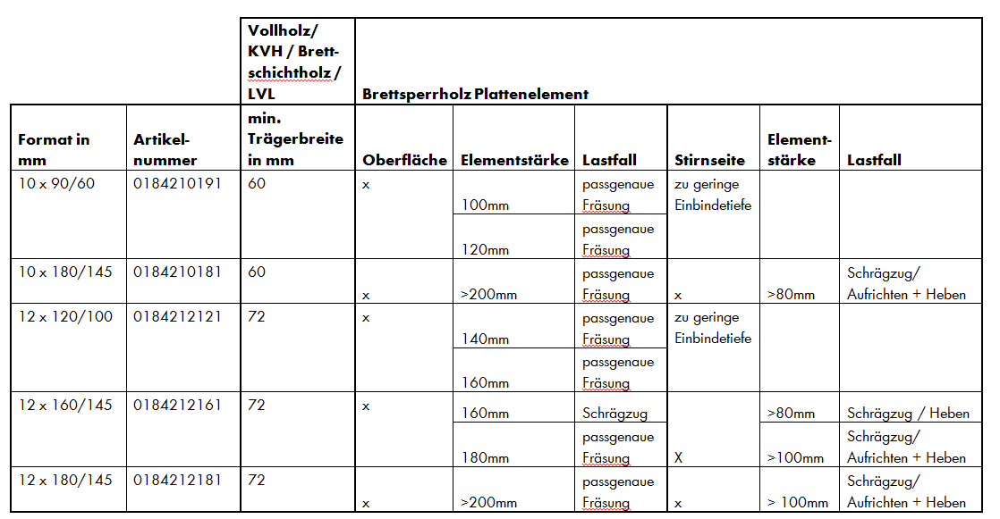 Vollholz/
KVH / Brett-
schichtholz /
LVL
Brettsperrholz Plattenelement
Format in
mm
Artikel-
nummer
min.
Trägerbreite
in mm
Oberfläche
Elementstärke
Lastfall
Stirnseite
Element-
stärke
Lastfall
10 x 90/60
0184210191
60
x
100mm
passgenaue
Fräsung
zu geringe
Einbindetiefe
120mm
passgenaue
Fräsung
10 x 180/145
0184210181
60
x
>200mm
passgenaue
Fräsung
x
>80mm
Schrägzug/
Aufrichten + Heben
12 x 120/100
0184212121
72
x
140mm
passgenaue
Fräsung
zu geringe
Einbindetiefe
160mm
passgenaue
Fräsung
12 x 160/145
0184212161
72
x
160mm
Schrägzug
>80mm
Schrägzug / Heben
180mm
passgenaue
Fräsung
X
>100mm
Schrägzug/
Aufrichten + Heben
12 x 180/145
0184212181
72
x
>200mm
passgenaue
Fräsung
x
> 100mm
Schrägzug/
Aufrichten + Heben